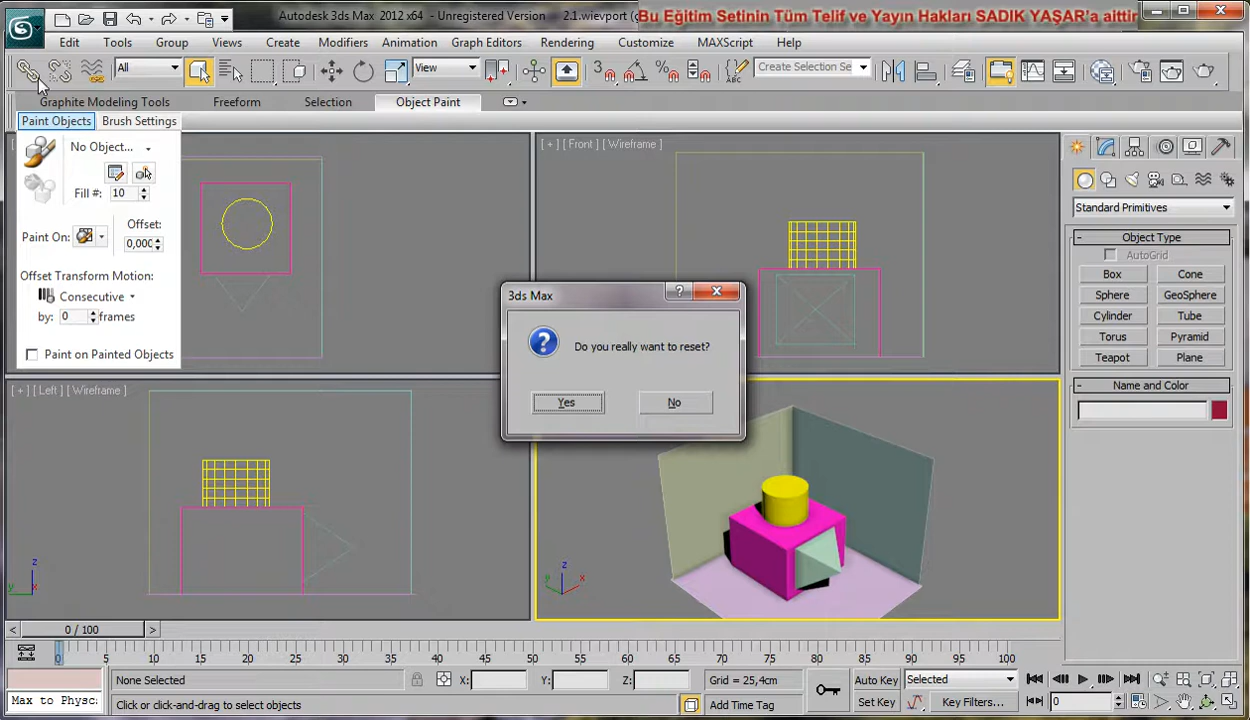 Autodesk 3ds Max 2012 x64 - Unregistered Version 2.1.wievport (g
Bu Eğitim Setinin Tüm Telif ve Yayın Hakları SADIK YAŞAR'a aittir
Edit Tools Group Views Create Modifiers Animation Graph Editors Rendering Customize MAXScript Help
All View 3 Create Selection Se
Graphite Modeling Tools Freeform Selection Object Paint
Paint Objects Brush Settings
No Object...
Fill #: 10
Paint On: Offset:
0,000
Offset Transform Motion:
Consecutive
by: 0 frames
Paint on Painted Objects
[ + ] [ Front ] [ Wireframe ]
[ + ] [ Left ] [ Wireframe ]
3ds Max
Do you really want to reset?
Yes No
Standard Primitives
- Object Type
AutoGrid
Box Cone
Sphere GeoSphere
Cylinder Tube
Torus Pyramid
Teapot Plane
- Name and Color
z
y x
z
y x
< 0 / 100 >
0 5 10 15 20 25 30 35 40 45 50 55 60 65 70 75 80 85 90 95 100
None Selected X: Y: Z: Grid = 25,4cm Auto Key Selected
Max to Physc: Click or click-and-drag to select objects Add Time Tag Set Key Key Filters... 0